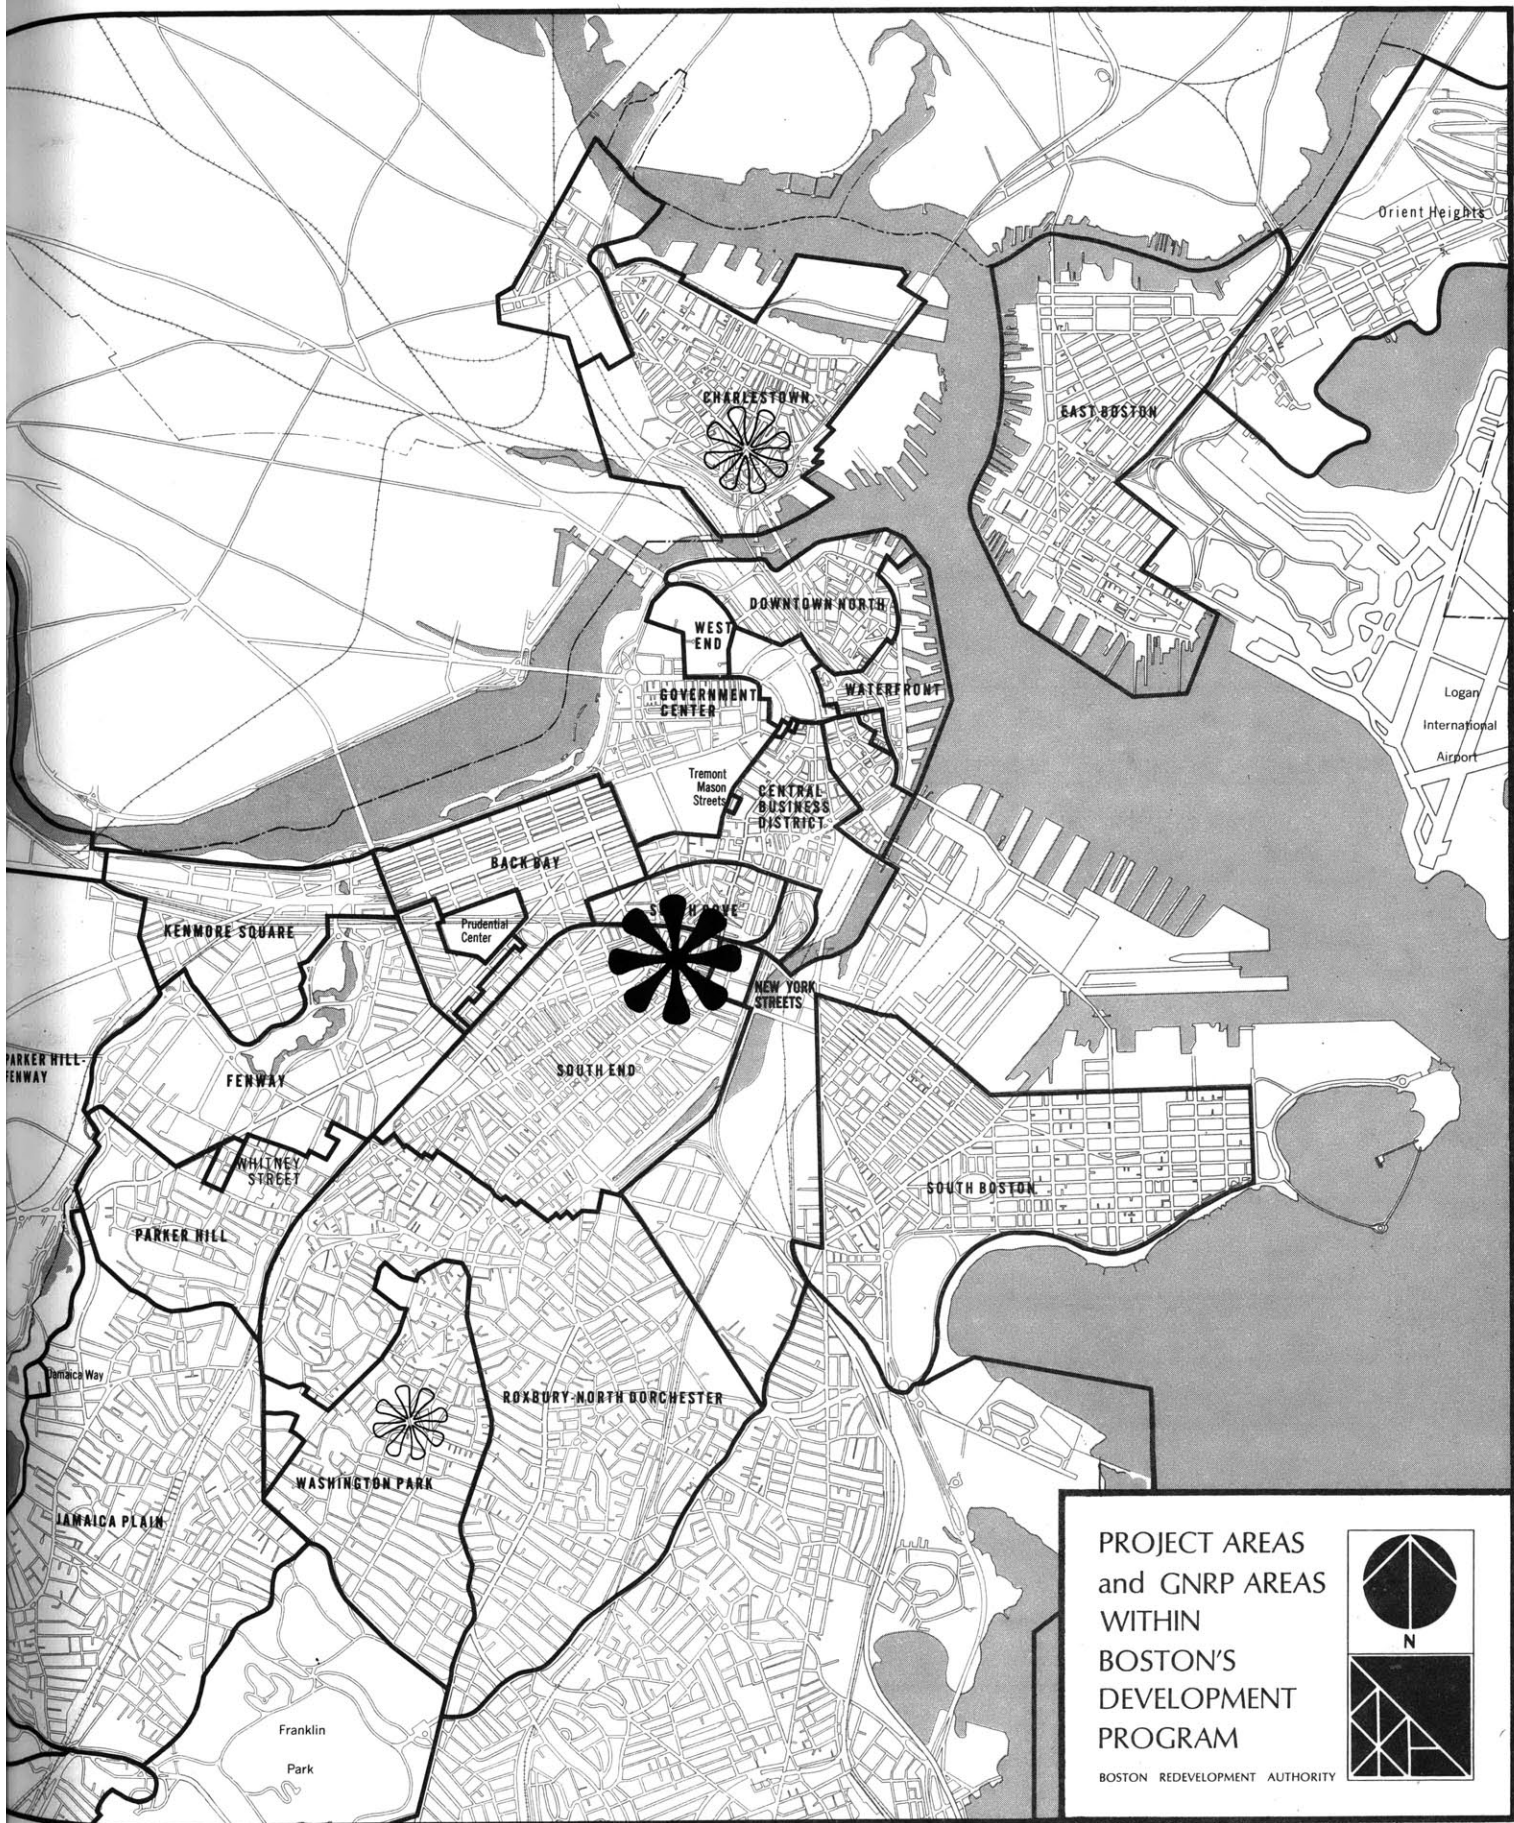 Orient Heights
CHARLESTOWN
EAST BOSTON
DOWNTOWN NORTH
WEST
END
GOVERNMENT
CENTER
WATERFRONT
Logan
International
Airport
Tremont
Mason
Streets
CENTRAL
BUSINESS
DISTRICT
BACK BAY
KENMORE SQUARE
Prudential
Center
NEW YORK
STREETS
PARKER HILL-
FENWAY
FENWAY
SOUTH END
WHITNEY
STREET
SOUTH BOSTON
PARKER HILL
Jamaica Way
ROXBURY-NORTH DORCHESTER
WASHINGTON PARK
JAMAICA PLAIN
Franklin
Park
PROJECT AREAS
and GNRP AREAS
WITHIN
BOSTON'S
DEVELOPMENT
PROGRAM
BOSTON REDEVELOPMENT AUTHORITY
N